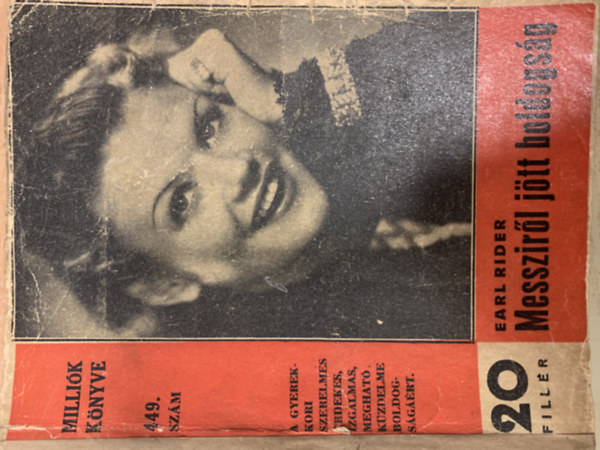 MILLIÓK
KÖNYVE
449.
SZÁM
A GYEREK-
KORI
SZERELMES
ÉRDEKES,
IZGALMAS,
MEGHATÓ
KÜZDELME
BOLDOG-
SÁGÁÉRT.
20
FILLÉR
EARL RIDER
Messziről jött boldogság